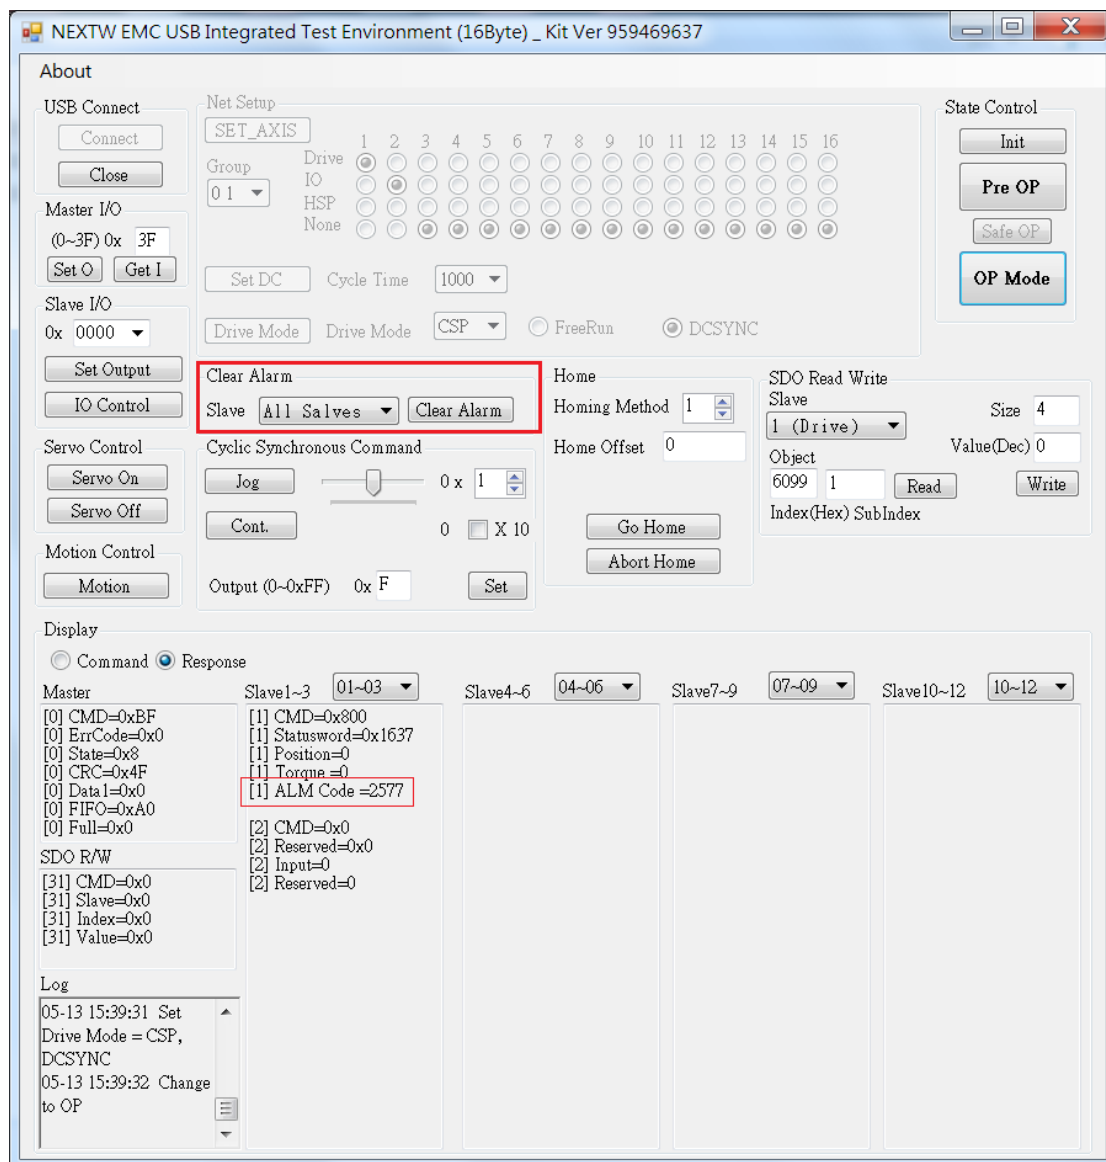 NEXTW EMC USB Integrated Test Environment (16Byte) _ Kit Ver 959469637
About
USB Connect
Connect
Close
Master I/O
(0~3F) 0x 3F
Set O Get I
Slave I/O
0x 0000
Set Output
IO Control
Servo Control
Servo On
Servo Off
Motion Control
Motion
Net Setup
SET_AXIS
1 2 3 4 5 6 7 8 9 10 11 12 13 14 15 16
Group
0 1
Drive
IO
HSP
None
Set DC Cycle Time 1000
Drive Mode Drive Mode CSP FreeRun DCSYNC
State Control
Init
Pre OP
Safe OP
OP Mode
Clear Alarm
Slave All Salves Clear Alarm
Cyclic Synchronous Command
Jog 0 x 1
Cont. 0 X 10
Output (0~0xFF) 0x F Set
Home
Homing Method 1
Home Offset 0
Go Home
Abort Home
SDO Read Write
Slave
1 (Drive)
Size 4
Value(Dec) 0
Object
6099 1 Read Write
Index(Hex) SubIndex
Display
Command Response
Master
[0] CMD=0xBF
[0] ErrCode=0x0
[0] State=0x8
[0] CRC=0x4F
[0] Data1=0x0
[0] FIFO=0xA0
[0] Full=0x0
SDO R/W
[31] CMD=0x0
[31] Slave=0x0
[31] Index=0x0
[31] Value=0x0
Log
05-13 15:39:31 Set
Drive Mode = CSP,
DCSYNC
05-13 15:39:32 Change
to OP
Slave1~3 01~03
[1] CMD=0x800
[1] Statusword=0x1637
[1] Position=0
[1] Torque =0
[1] ALM Code =2577
[2] CMD=0x0
[2] Reserved=0x0
[2] Input=0
[2] Reserved=0
Slave4~6 04~06
Slave7~9 07~09
Slave10~12 10~12